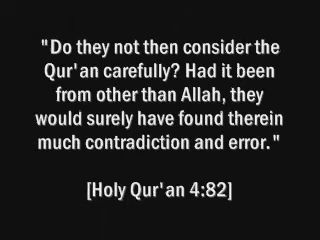 "Do they not then consider the
Qur'an carefully? Had it been
from other than Allah, they
would surely have found therein
much contradiction and error."
[Holy Qur'an 4:82]